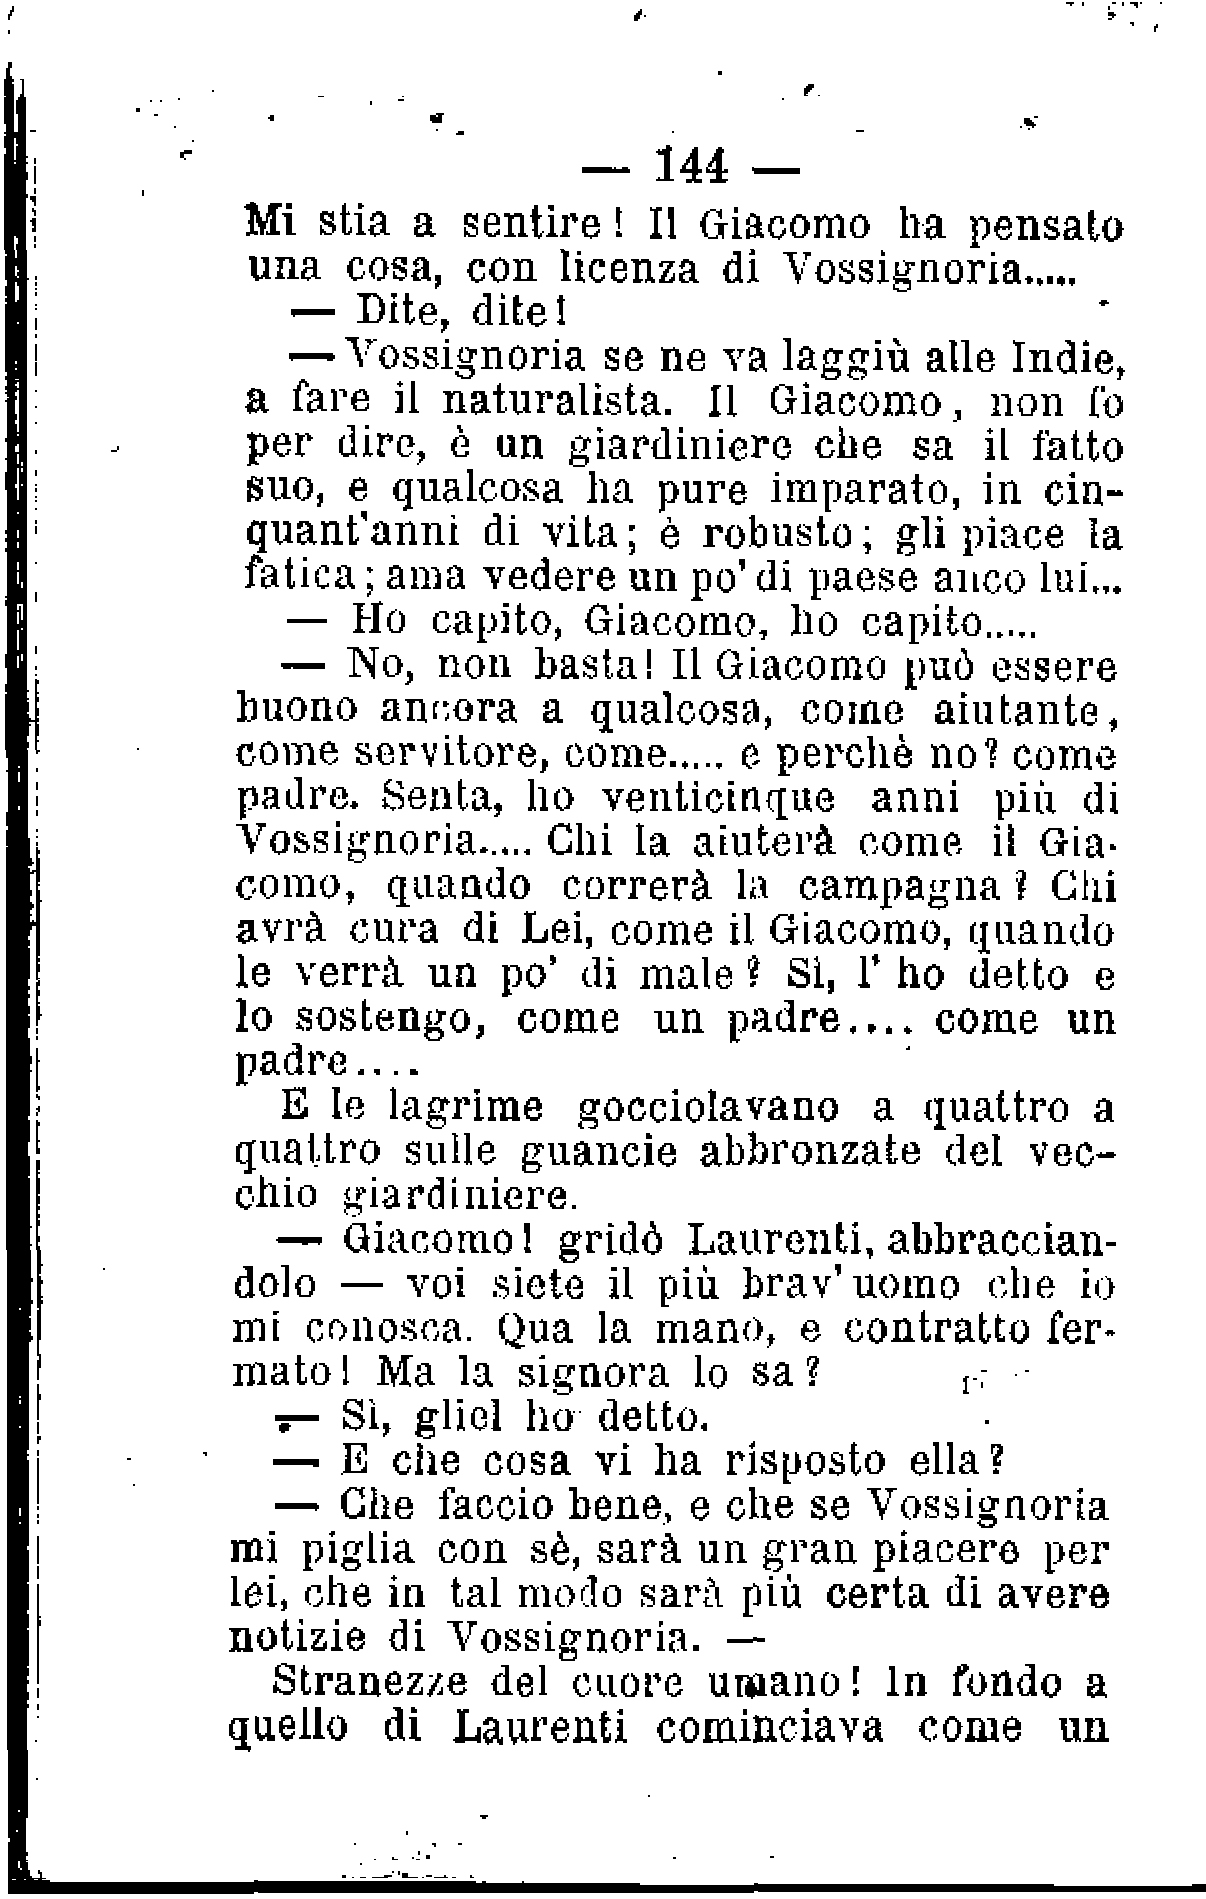 — 144 —
Mi stia a sentire! Il Giacomo ha pensato
una cosa, con licenza di Vossignoria.....
— Dite, dite!
— Vossignoria se ne va laggiù alle Indie,
a fare il naturalista. Il Giacomo, non fo
per dire, è un giardiniere che sa il fatto
suo, e qualcosa ha pure imparato, in cin-
quant'anni di vita; è robusto; gli piace la
fatica; ama vedere un po' di paese anco lui...
— Ho capito, Giacomo, ho capito.....
— No, non basta! Il Giacomo può essere
buono ancora a qualcosa, come aiutante,
come servitore, come..... e perchè no? come
padre. Senta, ho venticinque anni più di
Vossignoria..... Chi la aiuterà come il Gia-
como, quando correrà la campagna? Chi
avrà cura di Lei, come il Giacomo, quando
le verrà un po' di male? Sì, l'ho detto e
lo sostengo, come un padre.... come un
padre....
E le lagrime gocciolavano a quattro a
quattro sulle guancie abbronzate del vec-
chio giardiniere.
— Giacomo! gridò Laurenti, abbraccian-
dolo — voi siete il più brav'uomo che io
mi conosca. Qua la mano, e contratto fer-
mato! Ma la signora lo sa?
— Sì, gliel ho detto.
— E che cosa vi ha risposto ella?
— Che faccio bene, e che se Vossignoria
mi piglia con sè, sarà un gran piacere per
lei, che in tal modo sarà più certa di avere
notizie di Vossignoria. —
Stranezze del cuore umano! In fondo a
quello di Laurenti cominciava come un